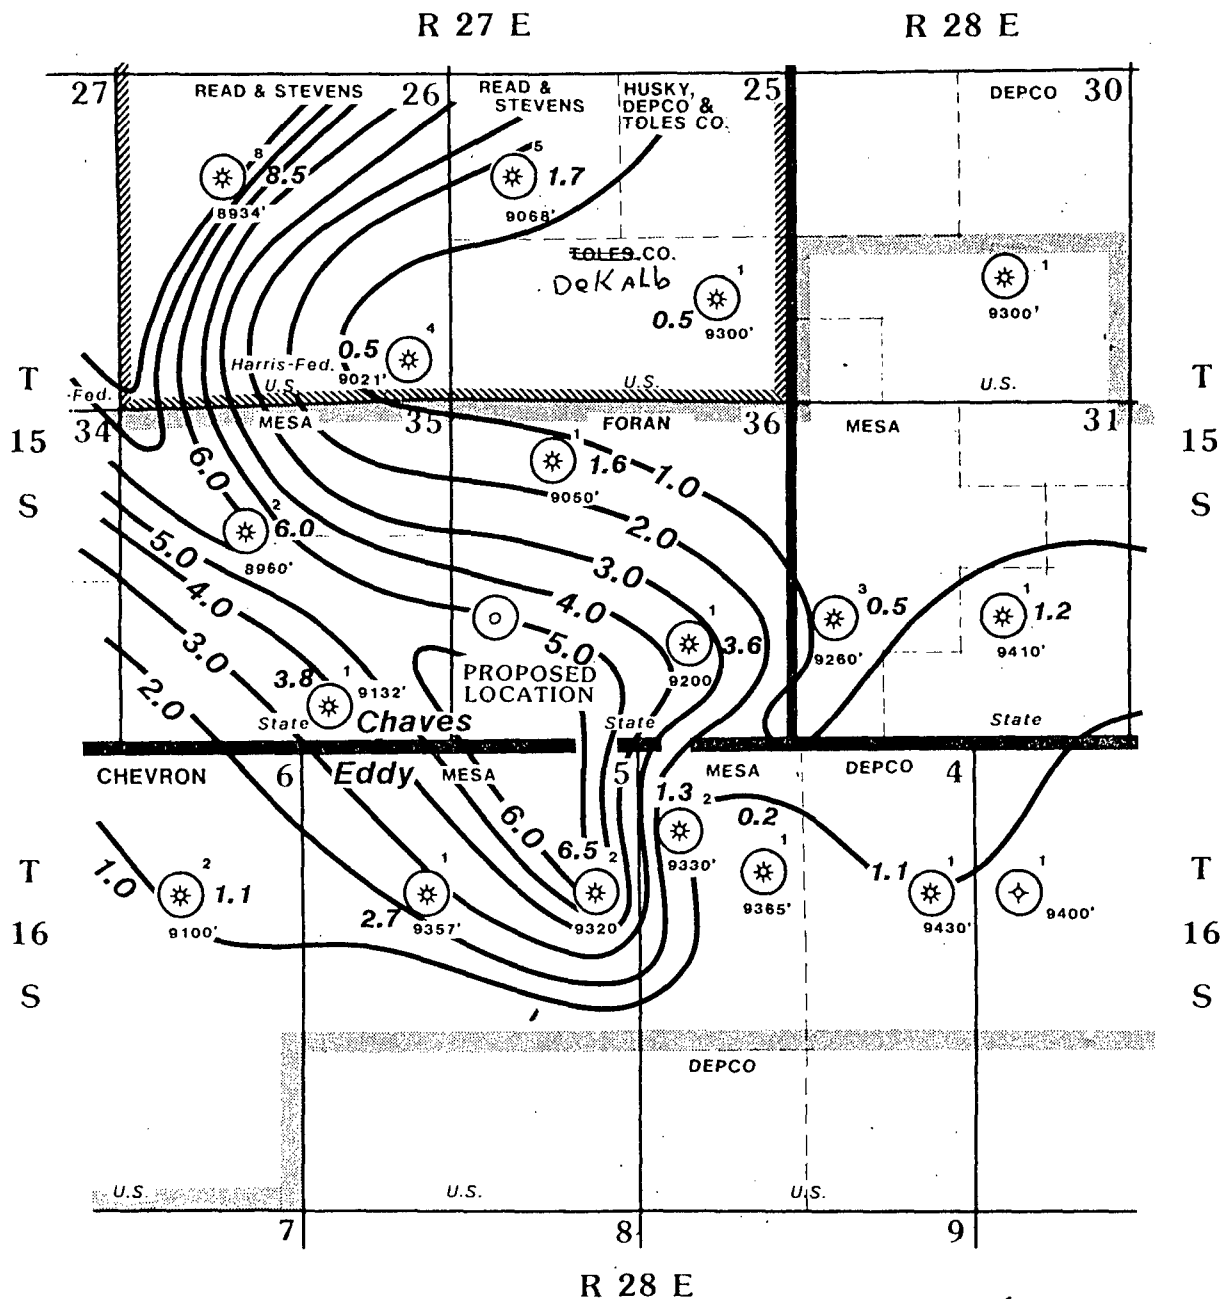 R 27 E
R 28 E
27
READ & STEVENS
26
READ &
STEVENS
HUSKY,
DEPCO &
TOLES CO.
25
DEPCO
30
8
8.5
8934'
5
1.7
9068'
TOLES CO.
DeKALb
1
0.5
9300'
1
9300'
4
0.5
9021'
Harris-Fed.
U.S.
U.S.
U.S.
-Fed.
T
15
S
T
15
S
34
MESA
35
FORAN
36
MESA
31
1
1.6
9050'
1.0
6.0
2
6.0
8960'
2.0
5.0
3.0
4.0
4.0
3
0.5
9260'
1
1.2
9410'
1
3.6
9200
3.0
5.0
2.0
PROPOSED
LOCATION
3.8
1
9132'
State
Chaves
State
State
CHEVRON
6
Eddy
MESA
5
MESA
DEPCO
4
1.3
2
9330'
0.2
1
9365'
6.0
6.5
2
9320
1.0
2
1.1
9100'
1
2.7
9357'
1.1
1
9430'
1
9400'
T
16
S
T
16
S
DEPCO
U.S.
U.S.
U.S.
7
8
9
R 28 E